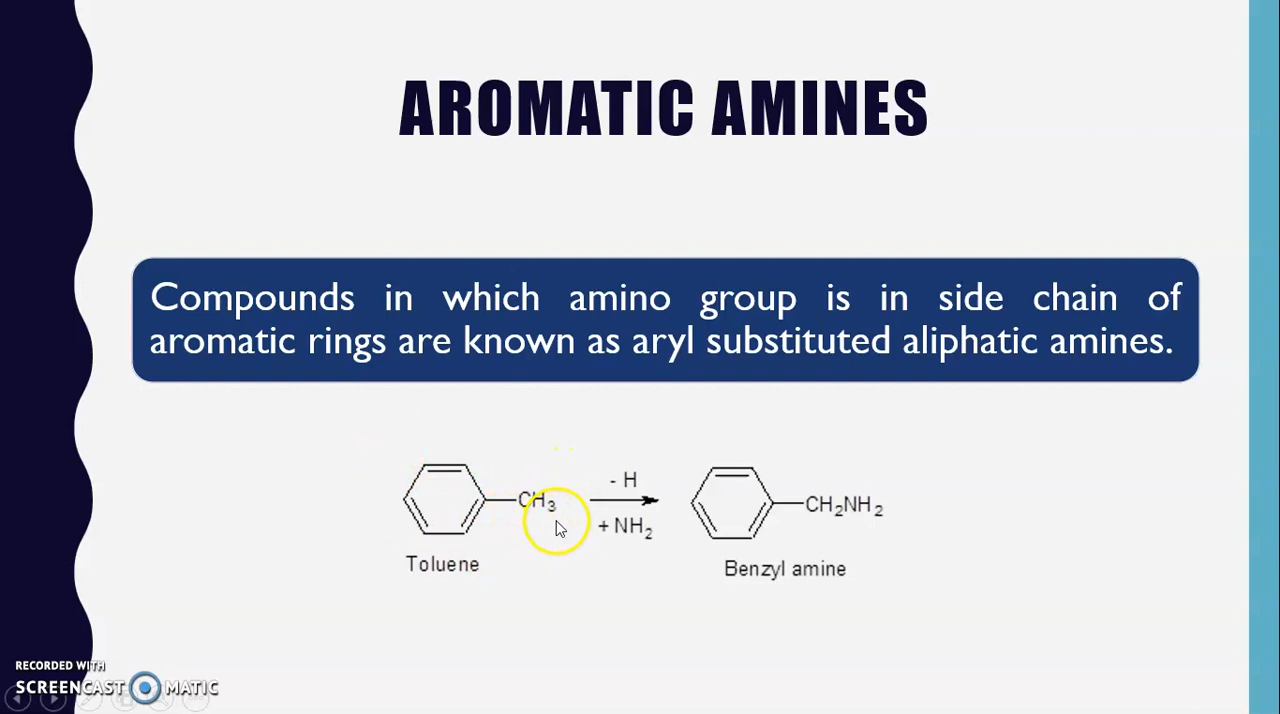 AROMATIC AMINES
Compounds in which amino group is in side chain of
aromatic rings are known as aryl substituted aliphatic amines.
CH₃
- H
+ NH₂
CH₂NH₂
Toluene
Benzyl amine
RECORDED WITH
SCREENCAST MATIC